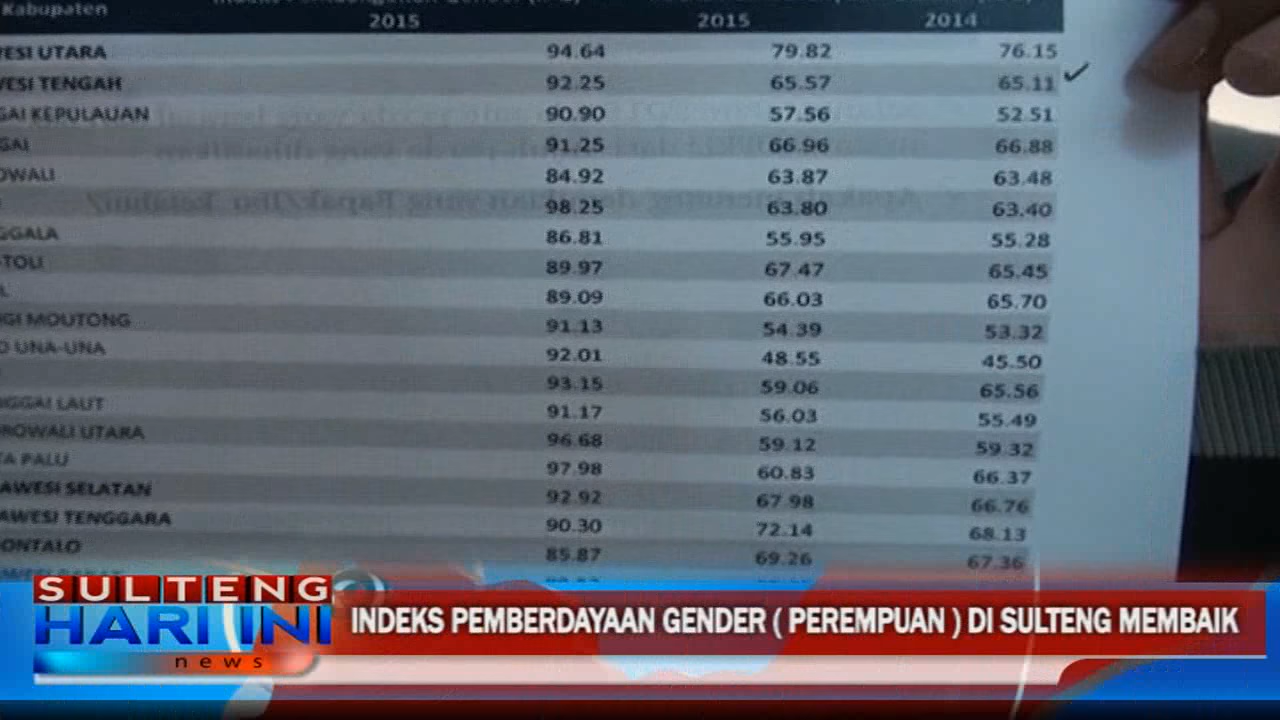 Kabupaten
2015 2015 2014
ESI UTARA 94.64 79.82 76.15
ESI TENGAH 92.25 65.57 65.11
GAI KEPULAUAN 90.90 57.56 52.51
GAI 91.25 66.96 66.88
OWALI 84.92 63.87 63.48
98.25 63.80 63.40
GGALA 86.81 55.95 55.28
TOLI 89.97 67.47 65.45
L 89.09 66.03 65.70
GI MOUTONG 91.13 54.39 53.32
O UNA-UNA 92.01 48.55 45.50
93.15 59.06 65.56
GGAI LAUT 91.17 56.03 55.49
ROWALI UTARA 96.68 59.12 59.32
TA PALU 97.98 60.83 66.37
AWESI SELATAN 92.92 67.98 66.76
AWESI TENGGARA 90.30 72.14 68.13
ONTALO 85.87 69.26 67.36
SULTENG
HARI INI
news
INDEKS PEMBERDAYAAN GENDER ( PEREMPUAN ) DI SULTENG MEMBAIK